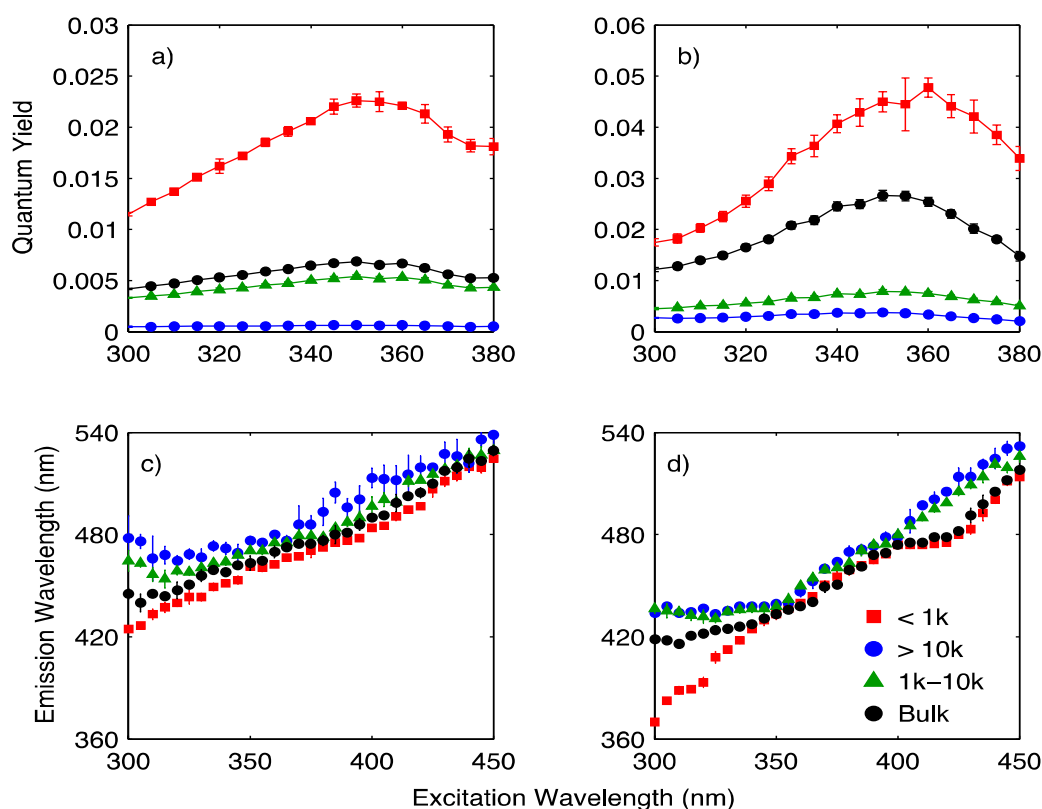 0.03
0.025
0.02
0.015
0.01
0.005
0
300 320 340 360 380
a)
Quantum Yield
0.06
0.05
0.04
0.03
0.02
0.01
0
300 320 340 360 380
b)
540
480
420
360
300 350 400 450
c)
Emission Wavelength (nm)
540
480
420
360
300 350 400 450
d)
< 1k
> 10k
1k–10k
Bulk
Excitation Wavelength (nm)